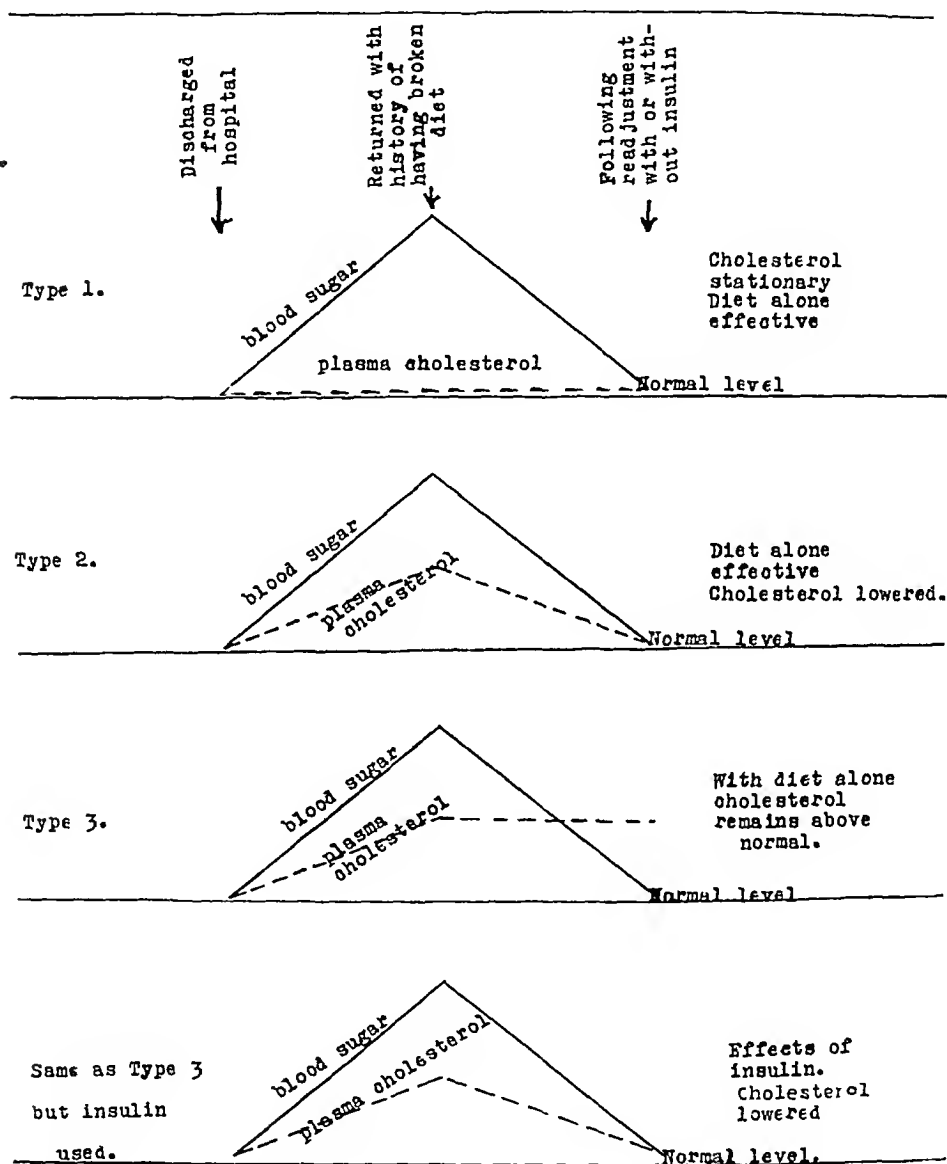 Discharged
from
hospital
Returned with
history of
having broken
diet
Following
readjustment
with or with-
out insulin
Type 1.
blood sugar
plasma cholesterol
Normal level
Cholesterol
stationary
Diet alone
effective
Type 2.
blood sugar
plasma
cholesterol
Normal level
Diet alone
effective
Cholesterol lowered.
Type 3.
blood sugar
plasma
cholesterol
Normal level
With diet alone
cholesterol
remains above
normal.
Same as Type 3
but insulin
used.
blood sugar
plasma cholesterol
Normal level.
Effects of
insulin.
Cholesterol
lowered